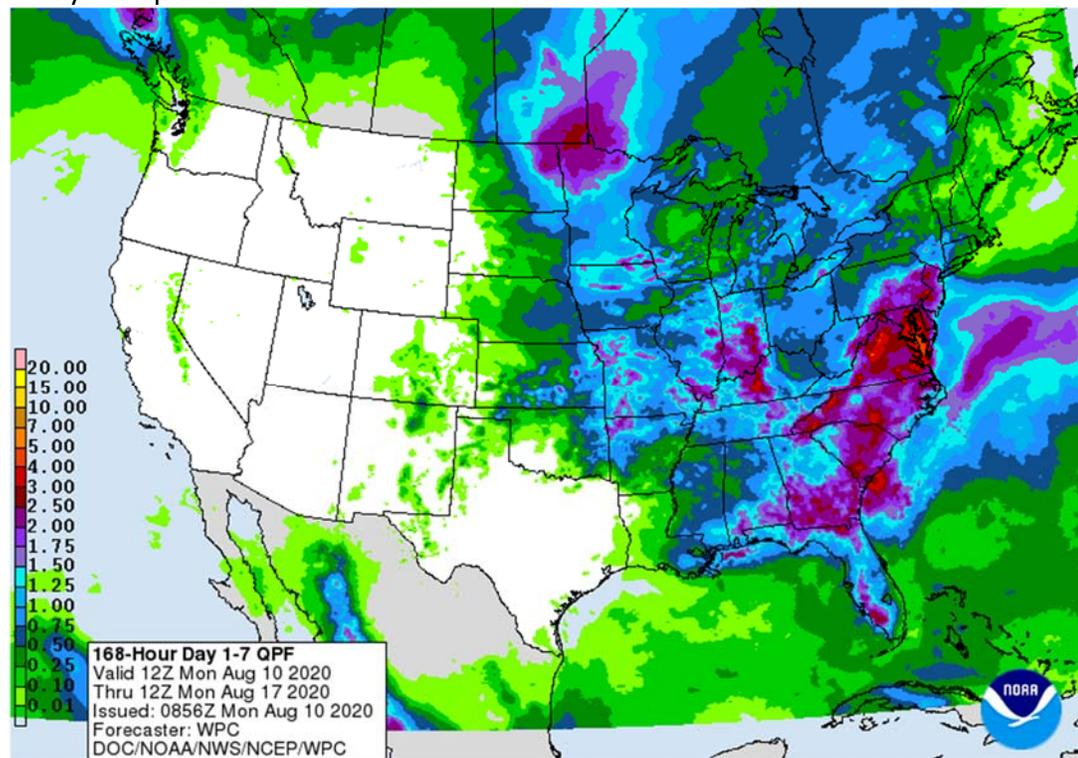 20.00
15.00
10.00
7.00
5.00
4.00
3.00
2.50
2.00
1.75
1.50
1.25
1.00
0.75
0.50
0.25
0.10
0.01
168-Hour Day 1-7 QPF
Valid 12Z Mon Aug 10 2020
Thru 12Z Mon Aug 17 2020
Issued: 0856Z Mon Aug 10 2020
Forecaster: WPC
DOC/NOAA/NWS/NCEP/WPC
NOAA